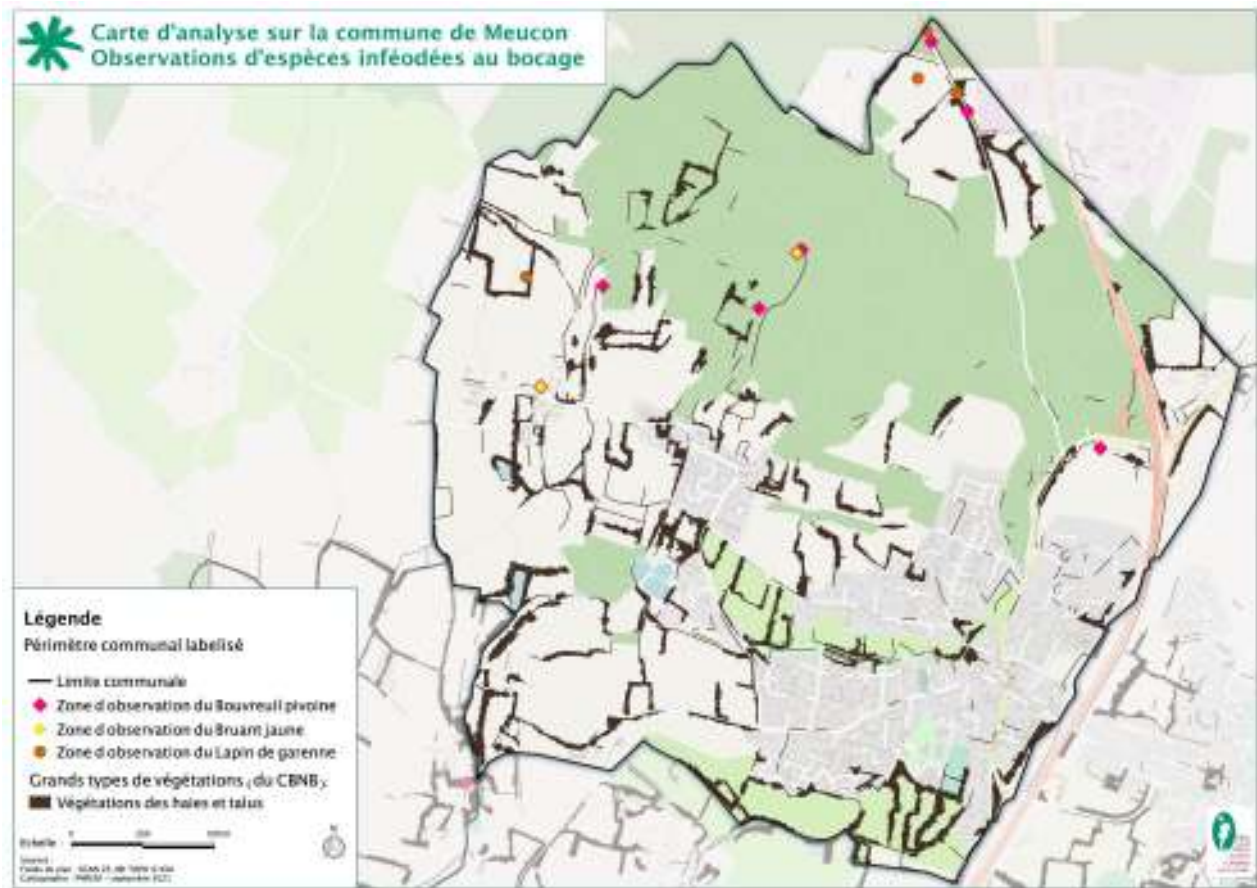 Carte d'analyse sur la commune de Meucon
Observations d'espèces inféodées au bocage
Légende
Périmètre communal labelisé
Limite communale
Zone d observation du Bouvreuil pivoine
Zone d observation du Bruant jaune
Zone d observation du Lapin de garenne
Grands types de végétations (du CBNB)
Végétations des haies et talus
Echelle :